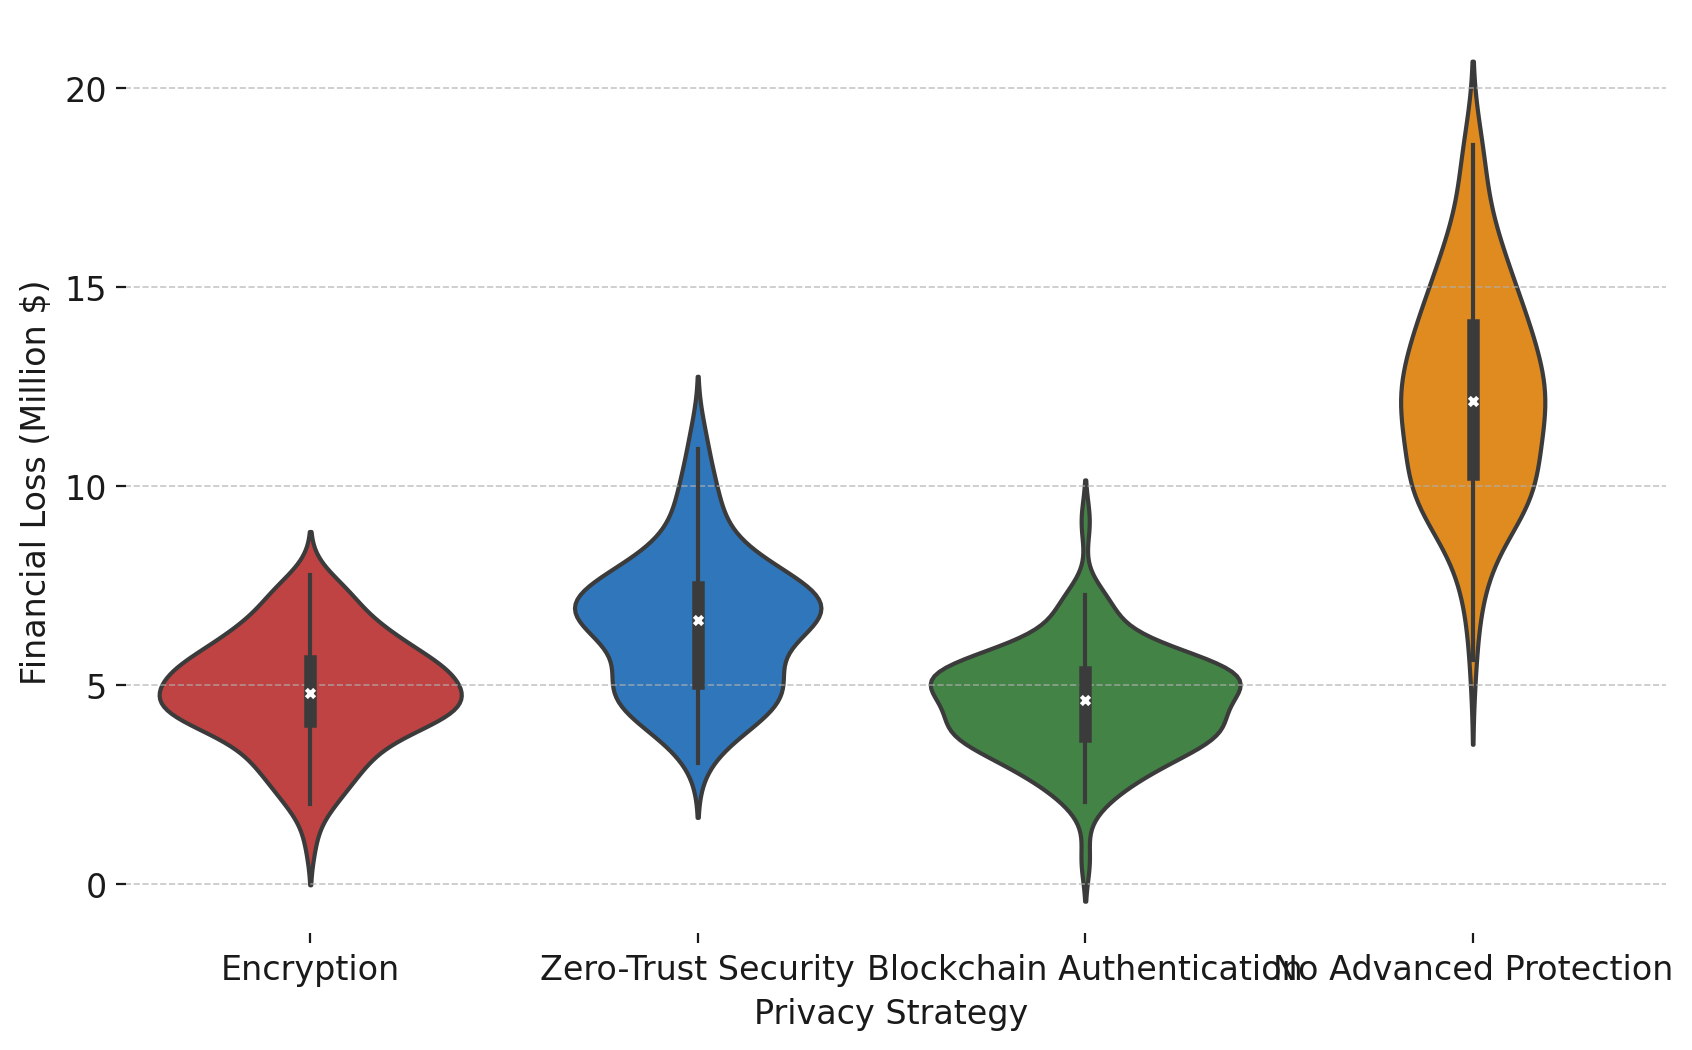 Financial Loss (Million $)
20
15
10
5
0
Encryption
Zero-Trust Security
Blockchain Authentication
No Advanced Protection
Privacy Strategy